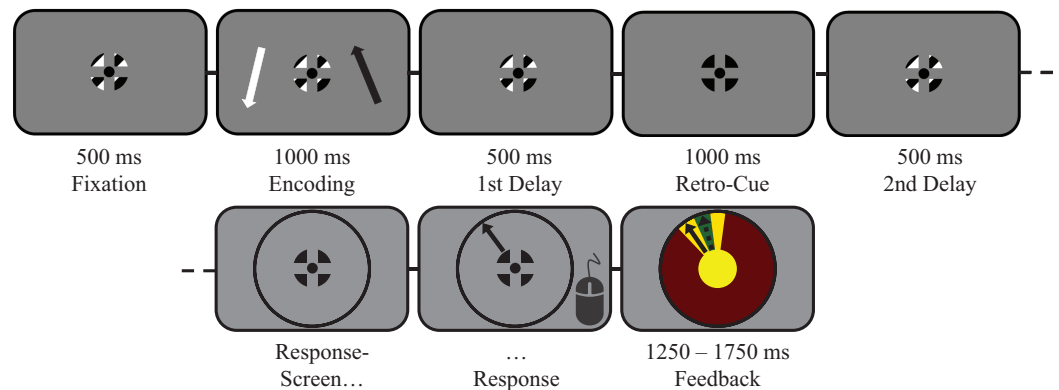 500 ms
Fixation
1000 ms
Encoding
500 ms
1st Delay
1000 ms
Retro-Cue
500 ms
2nd Delay
Response-
Screen…
…
Response
1250 – 1750 ms
Feedback